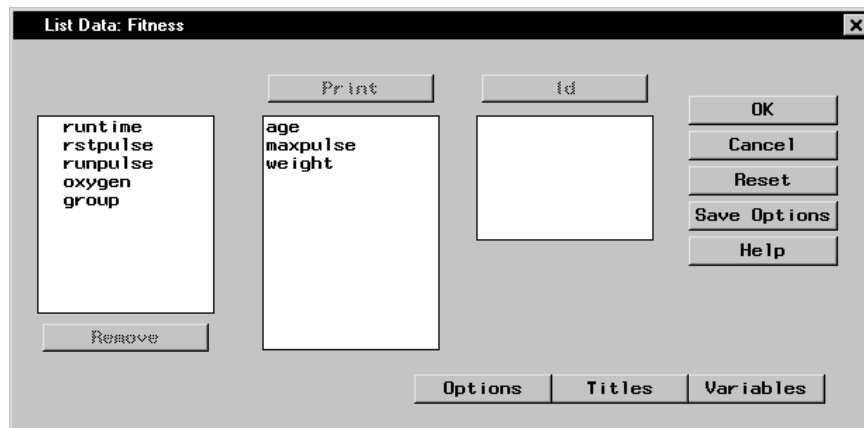 List Data: Fitness
Print
Id
runtime
rstpulse
runpulse
oxygen
group
age
maxpulse
weight
OK
Cancel
Reset
Save Options
Help
Remove
Options
Titles
Variables